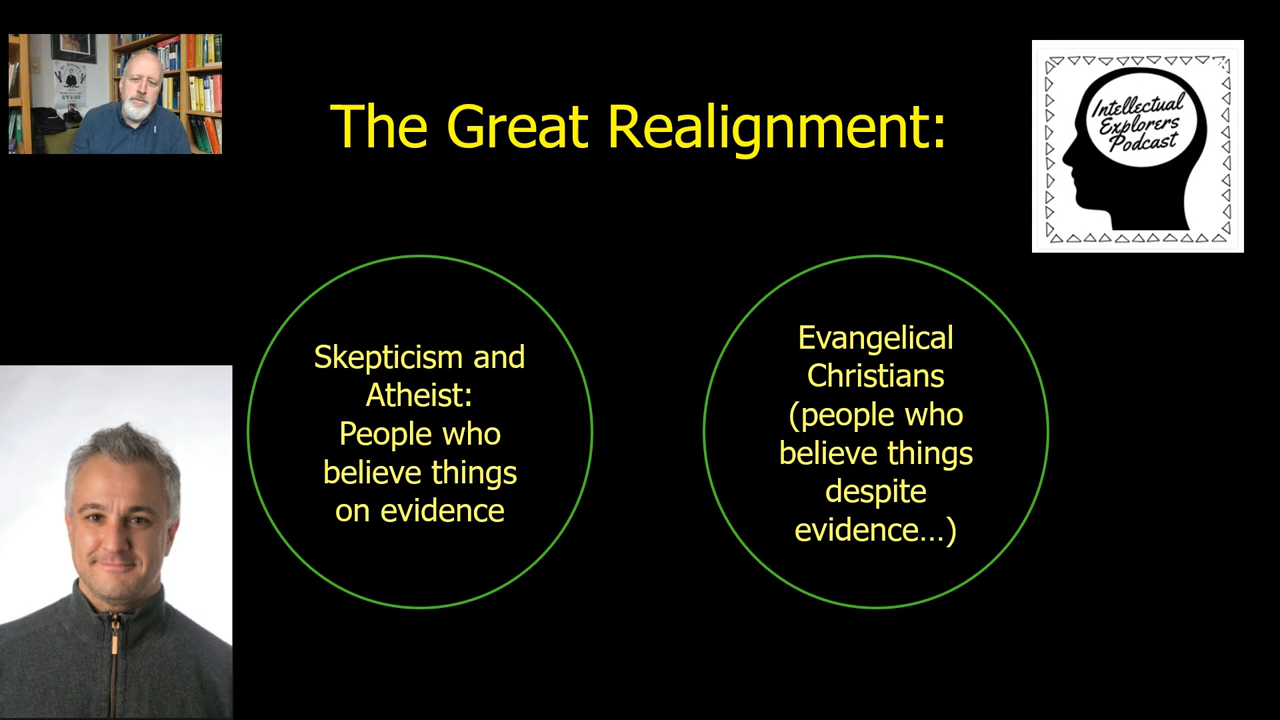 The Great Realignment:
Intellectual
Explorers
Podcast
Skepticism and
Atheist:
People who
believe things
on evidence
Evangelical
Christians
(people who
believe things
despite
evidence...)